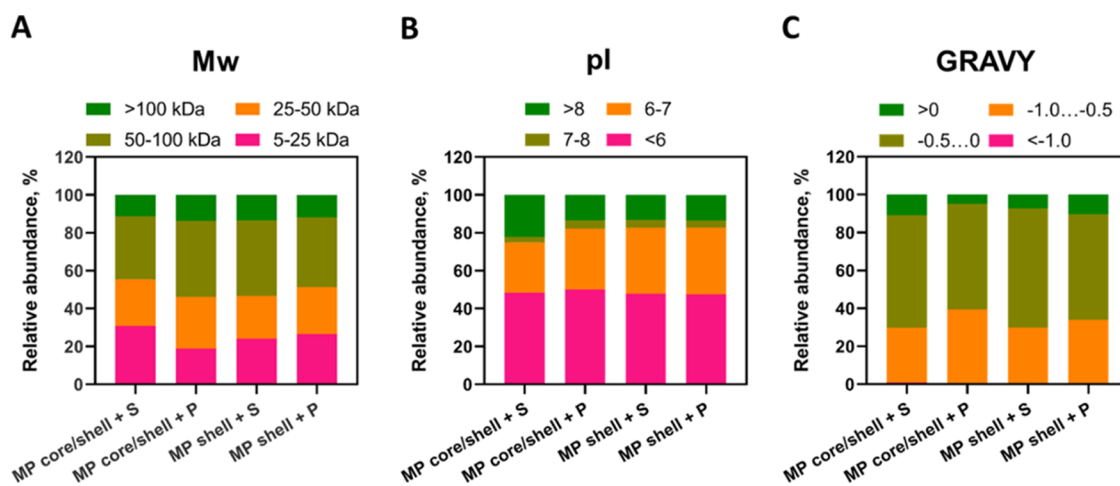 A
Mw
>100 kDa
25-50 kDa
50-100 kDa
5-25 kDa
Relative abundance, %
120
100
80
60
40
20
0
MP core/shell + S
MP core/shell + P
MP shell + S
MP shell + P
B
pI
>8
6-7
7-8
<6
Relative abundance, %
120
100
80
60
40
20
0
MP core/shell + S
MP core/shell + P
MP shell + S
MP shell + P
C
GRAVY
>0
-1.0…-0.5
-0.5…0
<-1.0
Relative abundance, %
120
100
80
60
40
20
0
MP core/shell + S
MP core/shell + P
MP shell + S
MP shell + P